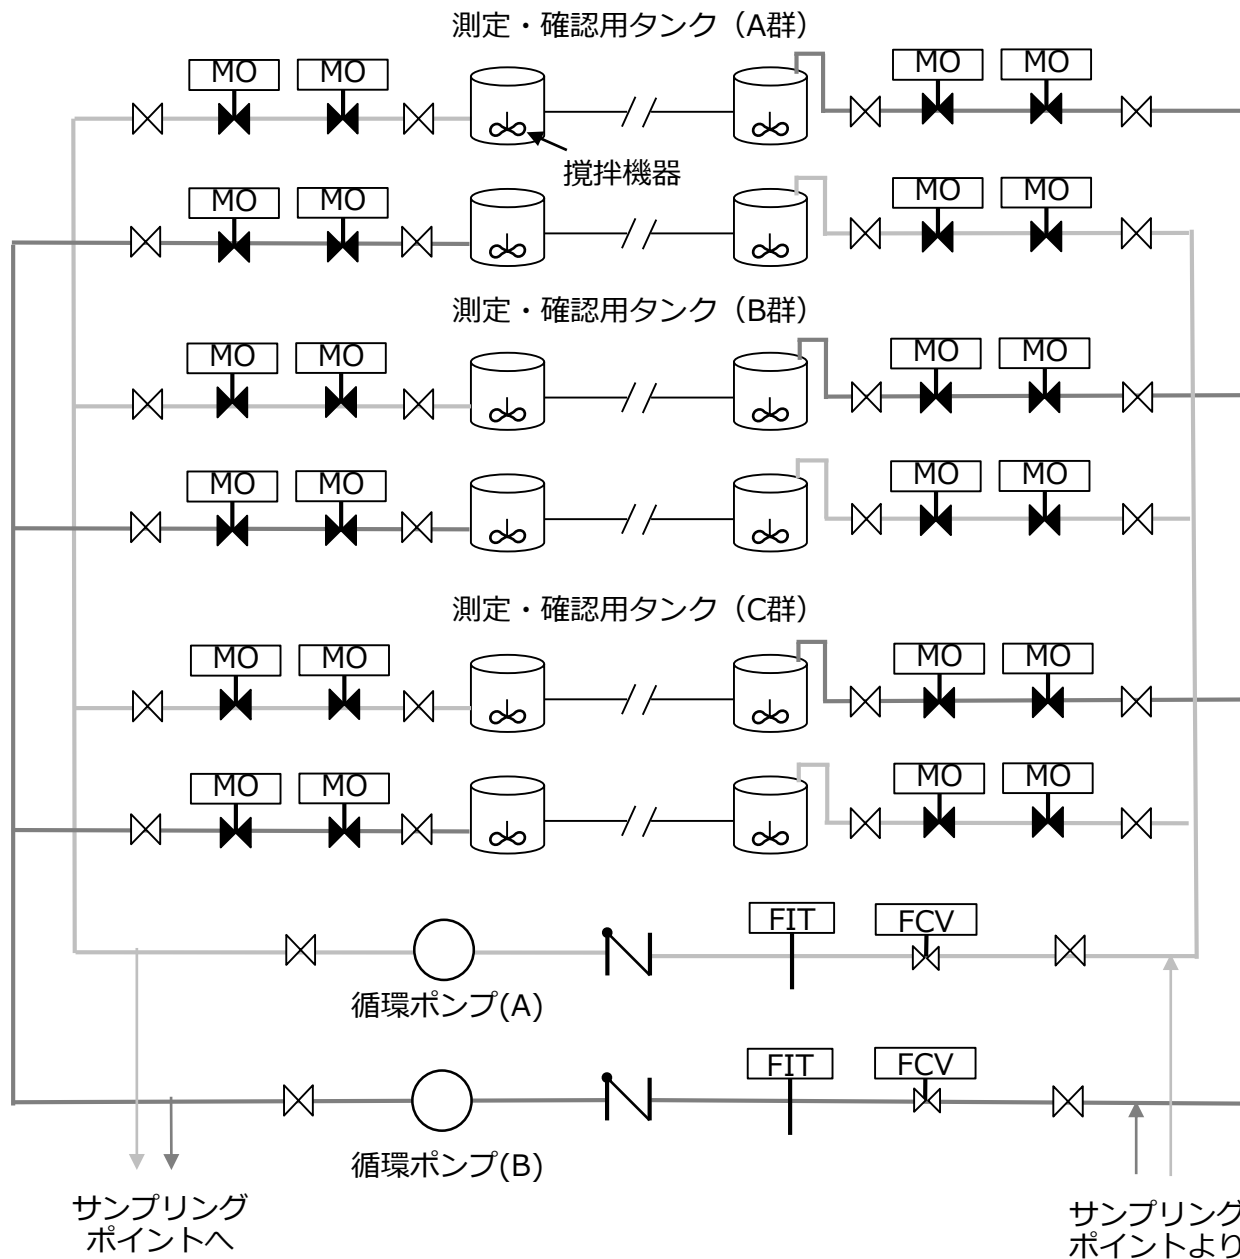 測定・確認用タンク（A群）
MO MO MO MO
撹拌機器
MO MO MO MO
測定・確認用タンク（B群）
MO MO MO MO
MO MO MO MO
測定・確認用タンク（C群）
MO MO MO MO
MO MO MO MO
FIT FCV
循環ポンプ(A)
FIT FCV
循環ポンプ(B)
サンプリング
ポイントへ
サンプリング
ポイントより